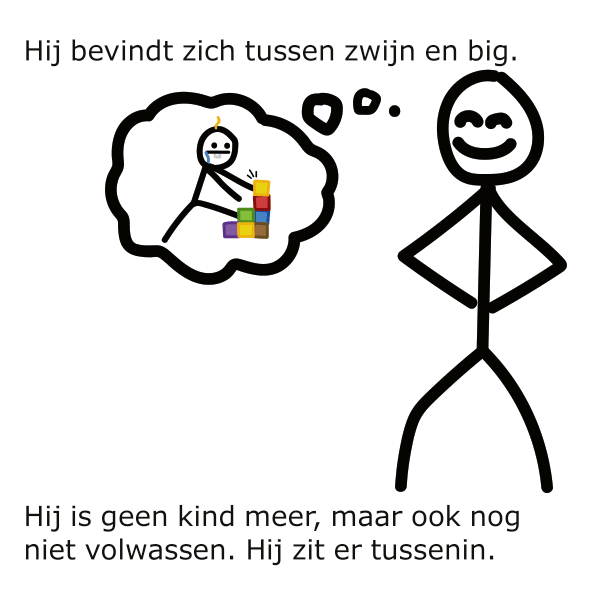 Hij bevindt zich tussen zwijn en big.
Hij is geen kind meer, maar ook nog
niet volwassen. Hij zit er tussenin.